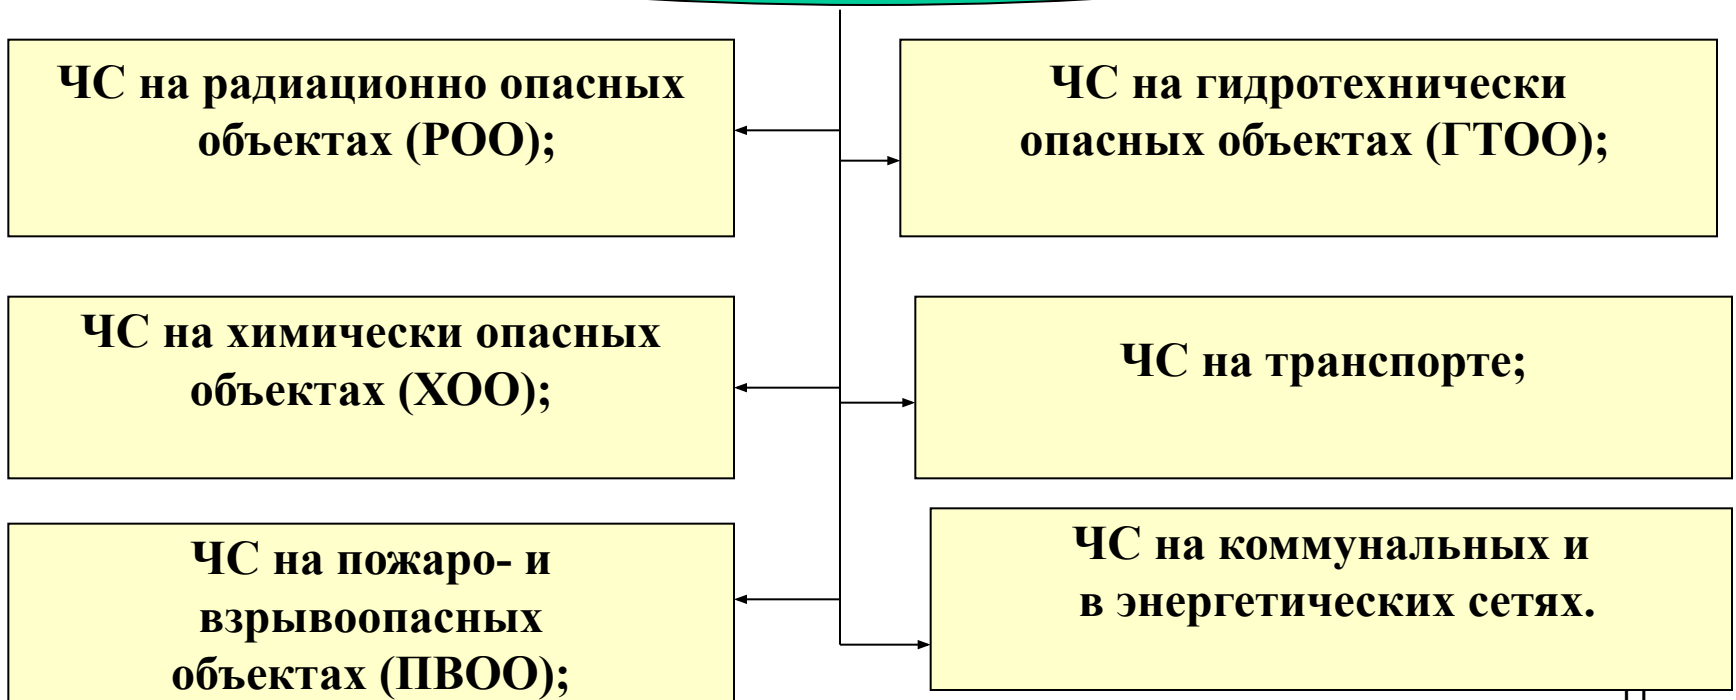 ЧС на радиационно опасных
объектах (РОО);
ЧС на гидротехнически
опасных объектах (ГТОО);
ЧС на химически опасных
объектах (ХОО);
ЧС на транспорте;
ЧС на пожаро- и
взрывоопасных
объектах (ПВОО);
ЧС на коммунальных и
в энергетических сетях.